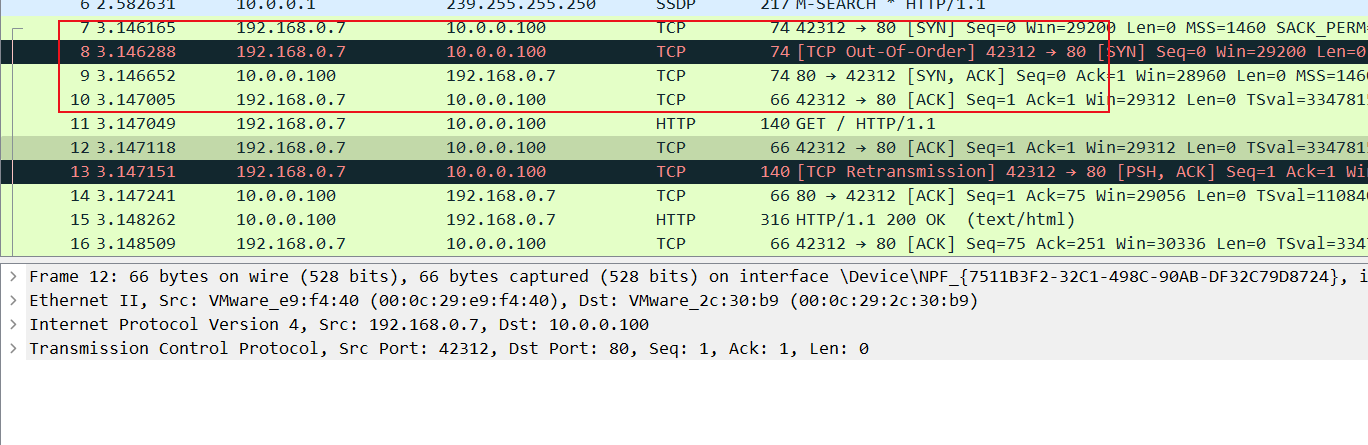 6 2.582631 10.0.0.1 239.255.255.250 SSDP 217 M-SEARCH * HTTP/1.1
7 3.146165 192.168.0.7 10.0.0.100 TCP 74 42312 → 80 [SYN] Seq=0 Win=29200 Len=0 MSS=1460 SACK_PERM=
8 3.146288 192.168.0.7 10.0.0.100 TCP 74 [TCP Out-Of-Order] 42312 → 80 [SYN] Seq=0 Win=29200 Len=0
9 3.146652 10.0.0.100 192.168.0.7 TCP 74 80 → 42312 [SYN, ACK] Seq=0 Ack=1 Win=28960 Len=0 MSS=146
10 3.147005 192.168.0.7 10.0.0.100 TCP 66 42312 → 80 [ACK] Seq=1 Ack=1 Win=29312 Len=0 TSval=334781
11 3.147049 192.168.0.7 10.0.0.100 HTTP 140 GET / HTTP/1.1
12 3.147118 192.168.0.7 10.0.0.100 TCP 66 42312 → 80 [ACK] Seq=1 Ack=1 Win=29312 Len=0 TSval=334781
13 3.147151 192.168.0.7 10.0.0.100 TCP 140 [TCP Retransmission] 42312 → 80 [PSH, ACK] Seq=1 Ack=1 Wi
14 3.147241 10.0.0.100 192.168.0.7 TCP 66 80 → 42312 [ACK] Seq=1 Ack=75 Win=29056 Len=0 TSval=11084
15 3.148262 10.0.0.100 192.168.0.7 HTTP 316 HTTP/1.1 200 OK (text/html)
16 3.148509 192.168.0.7 10.0.0.100 TCP 66 42312 → 80 [ACK] Seq=75 Ack=251 Win=30336 Len=0 TSval=334
Frame 12: 66 bytes on wire (528 bits), 66 bytes captured (528 bits) on interface \Device\NPF_{7511B3F2-32C1-498C-90AB-DF32C79D8724}, i
Ethernet II, Src: VMware_e9:f4:40 (00:0c:29:e9:f4:40), Dst: VMware_2c:30:b9 (00:0c:29:2c:30:b9)
Internet Protocol Version 4, Src: 192.168.0.7, Dst: 10.0.0.100
Transmission Control Protocol, Src Port: 42312, Dst Port: 80, Seq: 1, Ack: 1, Len: 0